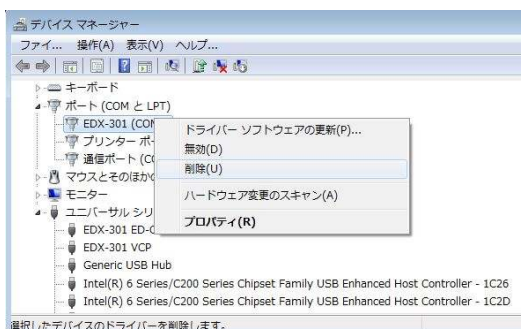 デバイス マネージャー
ファイ... 操作(A) 表示(V) ヘルプ...
キーボード
ポート (COM と LPT)
EDX-301 (COM
プリンター ポー
通信ポート (CO
マウスとそのほかの
モニター
ユニバーサル シリ
EDX-301 ED-C
EDX-301 VCP
Generic USB Hub
Intel(R) 6 Series/C200 Series Chipset Family USB Enhanced Host Controller - 1C26
Intel(R) 6 Series/C200 Series Chipset Family USB Enhanced Host Controller - 1C2D
ドライバー ソフトウェアの更新(P)...
無効(D)
削除(U)
ハードウェア変更のスキャン(A)
プロパティ(R)
選択したデバイスのドライバーを削除します。